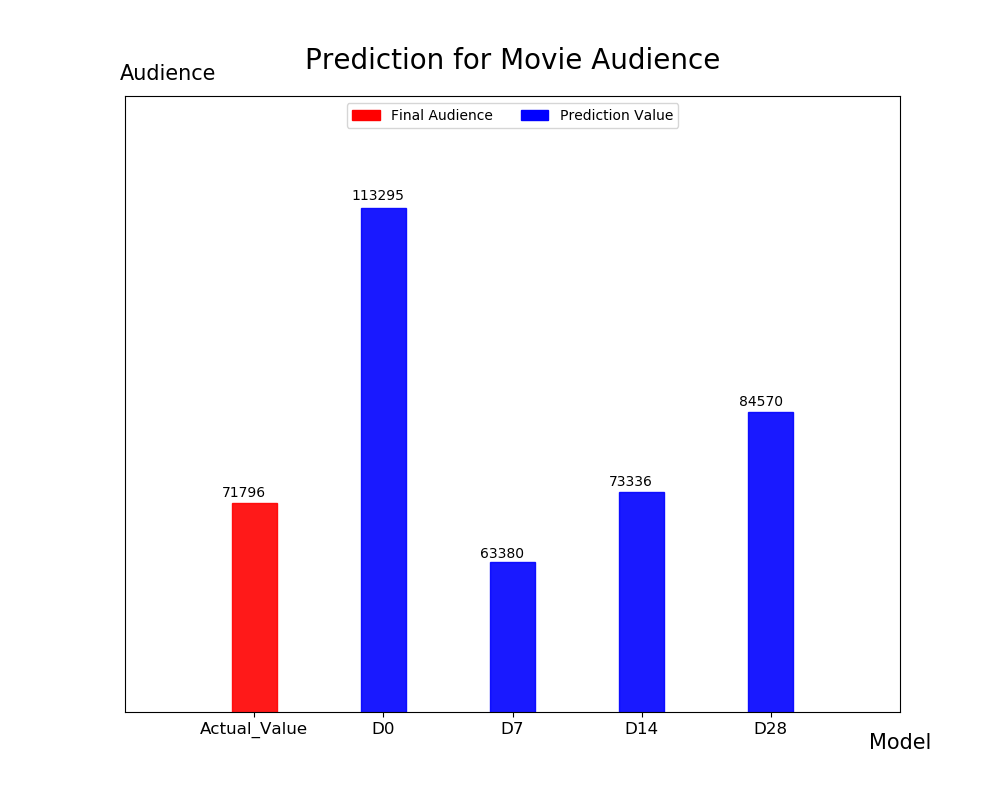 Prediction for Movie Audience
Audience
Final Audience
Prediction Value
113295
84570
73336
71796
63380
Actual_Value
D0
D7
D14
D28
Model